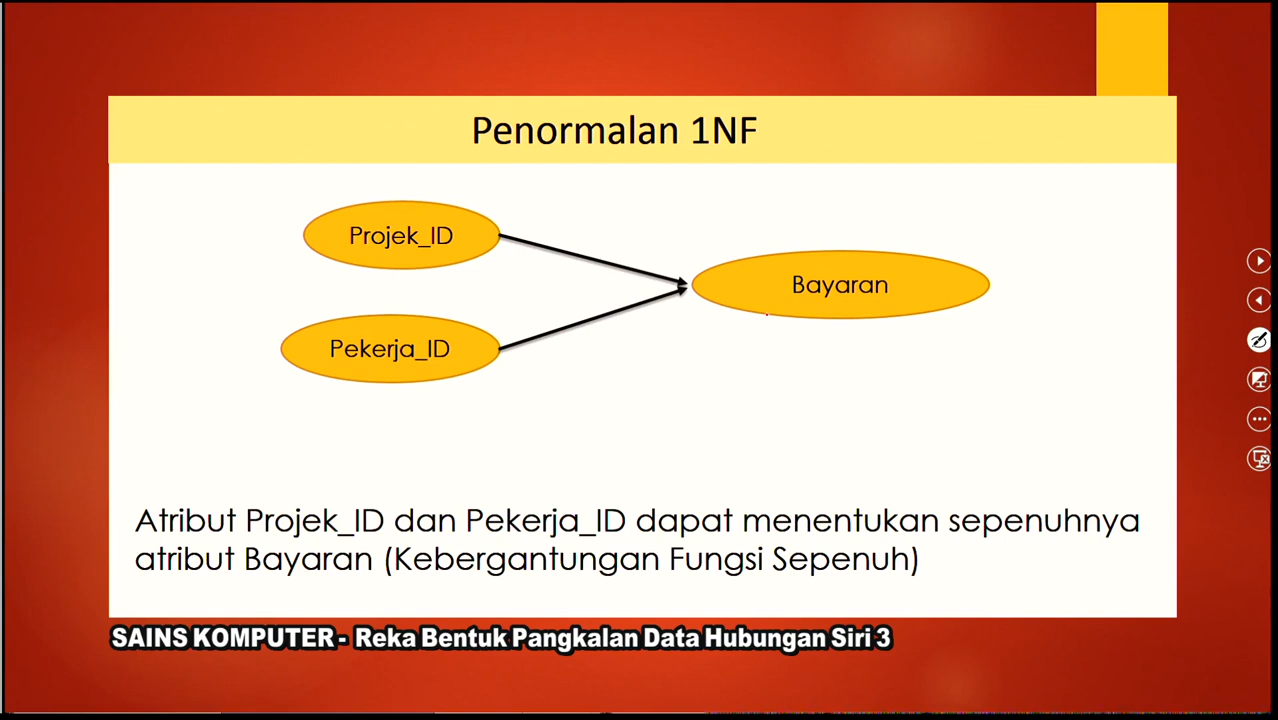 Penormalan 1NF
Projek_ID
Bayaran
Pekerja_ID
Atribut Projek_ID dan Pekerja_ID dapat menentukan sepenuhnya
atribut Bayaran (Kebergantungan Fungsi Sepenuh)
SAINS KOMPUTER - Reka Bentuk Pangkalan Data Hubungan Siri 3